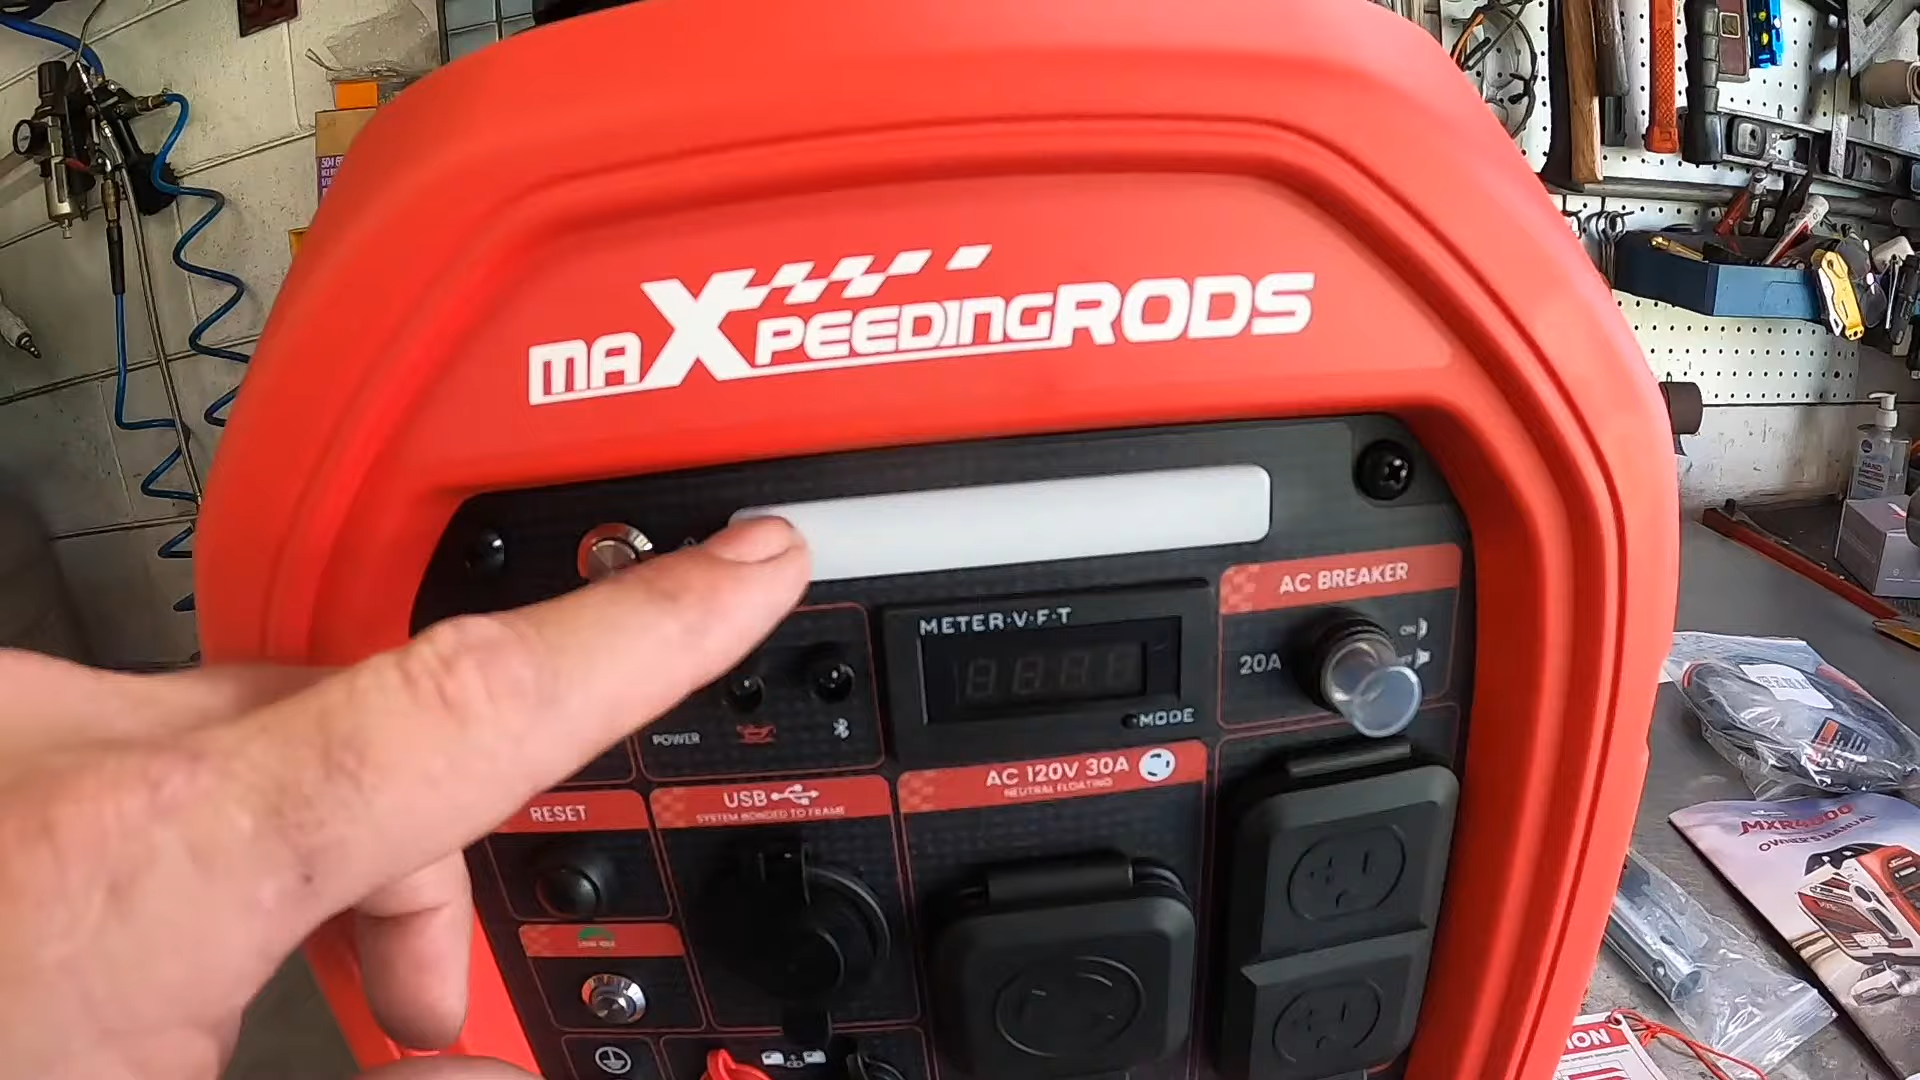 maXPEEDINGRODS
AC BREAKER
METER·V·F·T
ON
20A
MODE
POWER
AC 120V 30A
NEUTRAL FLOATING
USB
SYSTEM BONDED TO FRAME
RESET
HAND
MXR4500
OWNER'S MANUAL